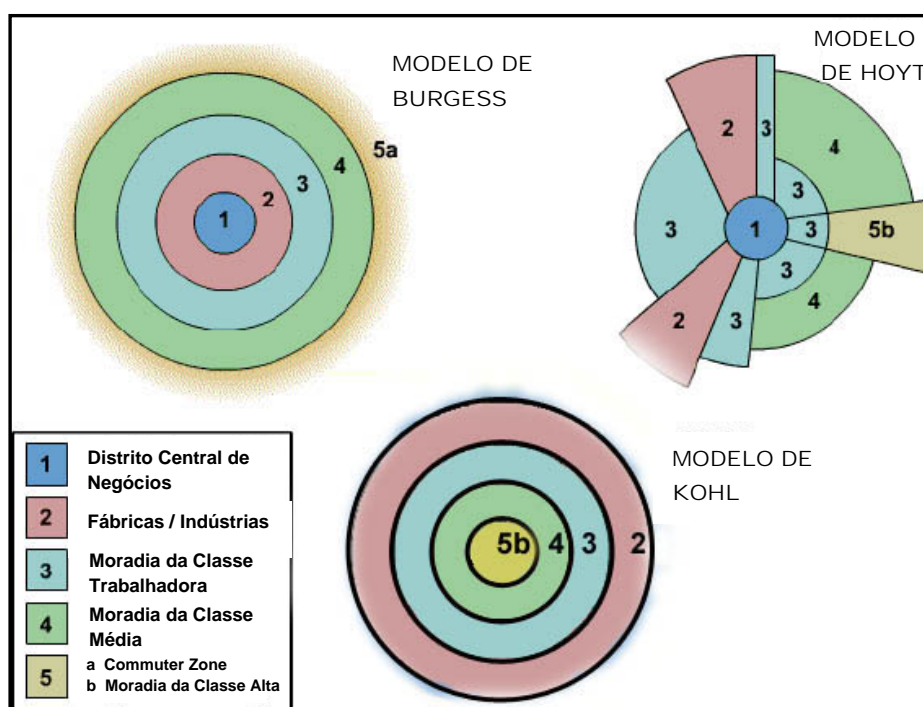 MODELO DE
BURGESS
1
2
3
4
5a
MODELO
DE HOYT
2
3
4
3
3
1
3
5b
3
2
3
4
MODELO DE
KOHL
5b
4
3
2
1
Distrito Central de
Negócios
2
Fábricas / Indústrias
3
Moradia da Classe
Trabalhadora
4
Moradia da Classe
Média
5
a Commuter Zone
b Moradia da Classe Alta